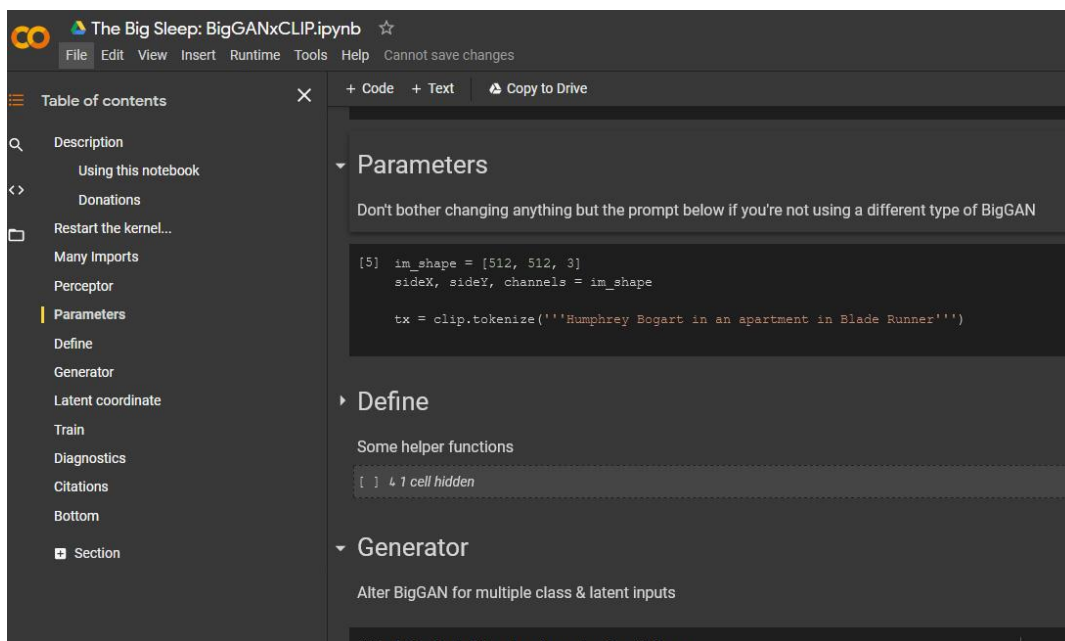 The Big Sleep: BigGANxCLIP.ipynb
File Edit View Insert Runtime Tools Help Cannot save changes
Table of contents
Description
Using this notebook
Donations
Restart the kernel...
Many Imports
Perceptor
Parameters
Define
Generator
Latent coordinate
Train
Diagnostics
Citations
Bottom
Section
+ Code + Text Copy to Drive
Parameters
Don't bother changing anything but the prompt below if you're not using a different type of BigGAN
[5] im_shape = [512, 512, 3]
sideX, sideY, channels = im_shape
tx = clip.tokenize('''Humphrey Bogart in an apartment in Blade Runner''')
Define
Some helper functions
[ ] ↳ 1 cell hidden
Generator
Alter BigGAN for multiple class & latent inputs